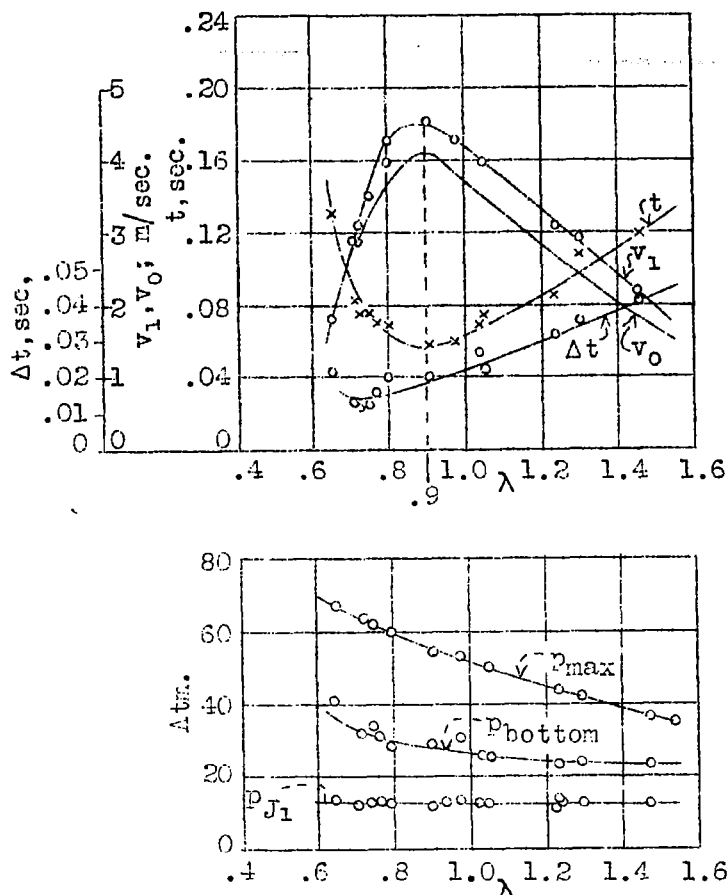 .24
5 .20
4 .16
3 .12
.05
.04 2 .08
.03
.02 1 .04
.01
0 0 0
Δt, sec.
v₁, v₀, m/sec.
t, sec.
t
v₁
Δt
v₀
.4 .6 .8 1.0 1.2 1.4 1.6
λ
.9
80
60
40
20
0
Atm.
pmax
pbottom
pJ₁
.4 .6 .8 1.0 1.2 1.4 1.6
λ